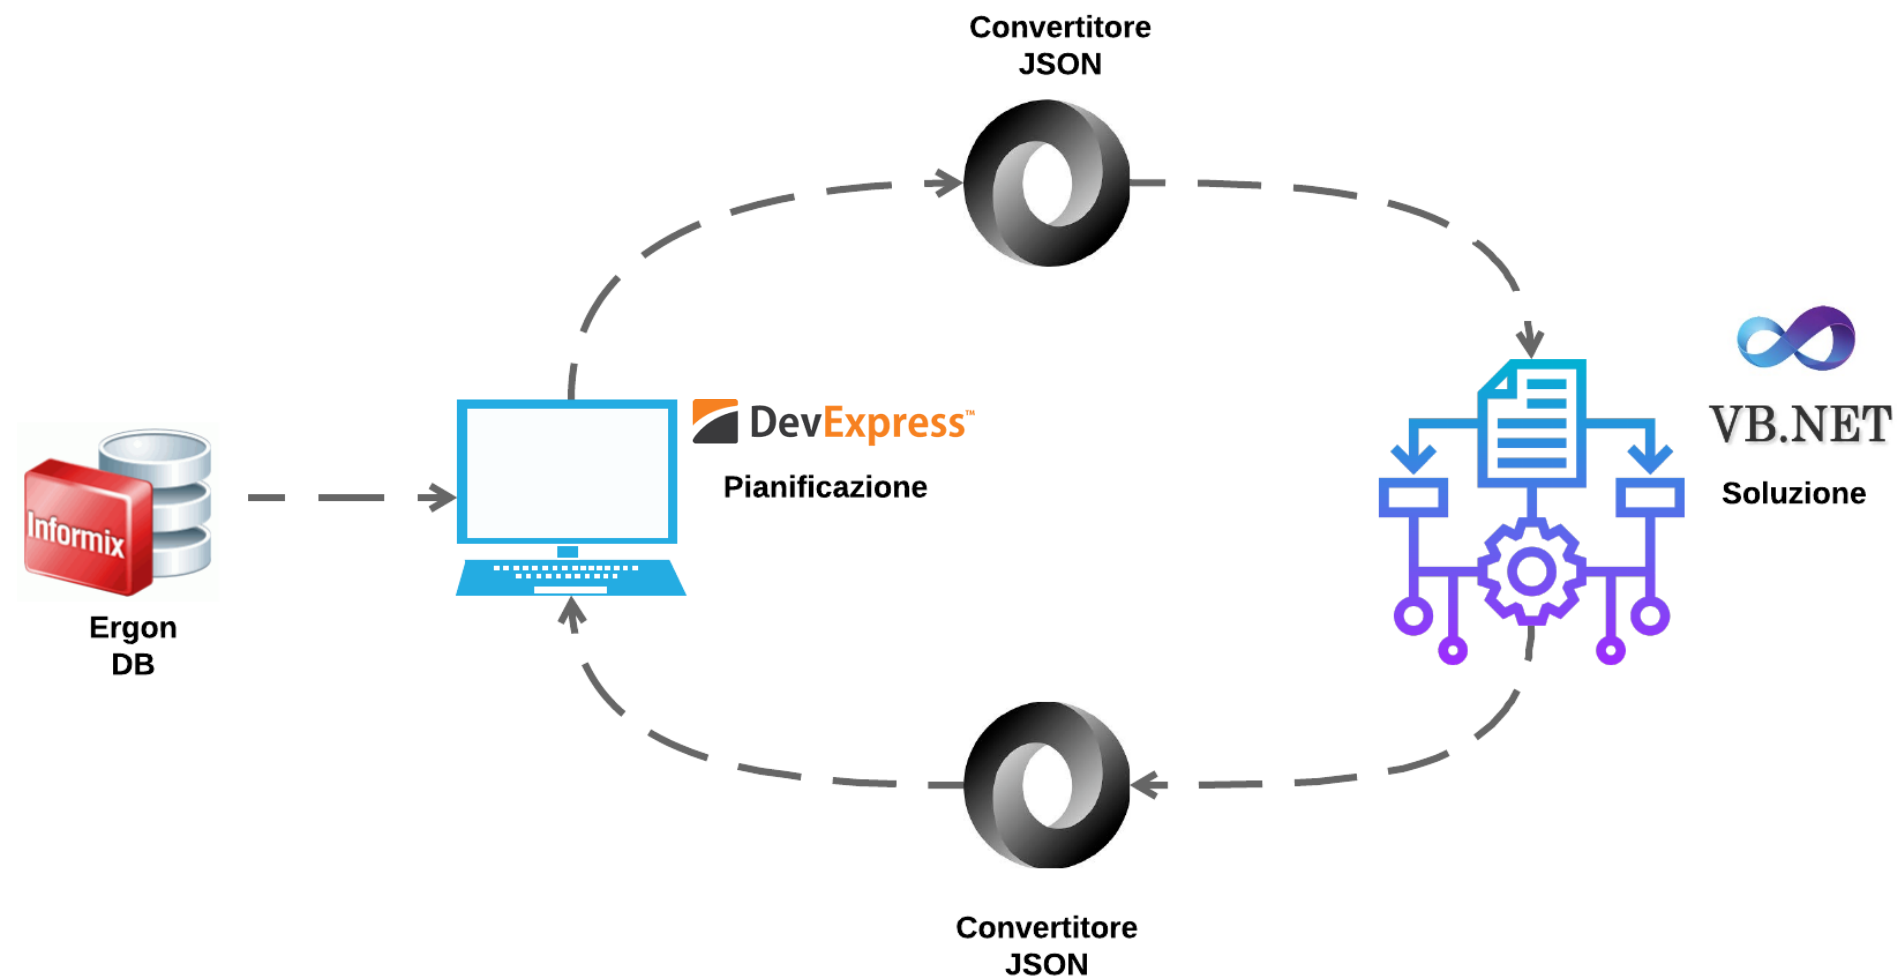 Convertitore
JSON
DevExpress™
Pianificazione
VB.NET
Soluzione
Informix
Ergon
DB
Convertitore
JSON